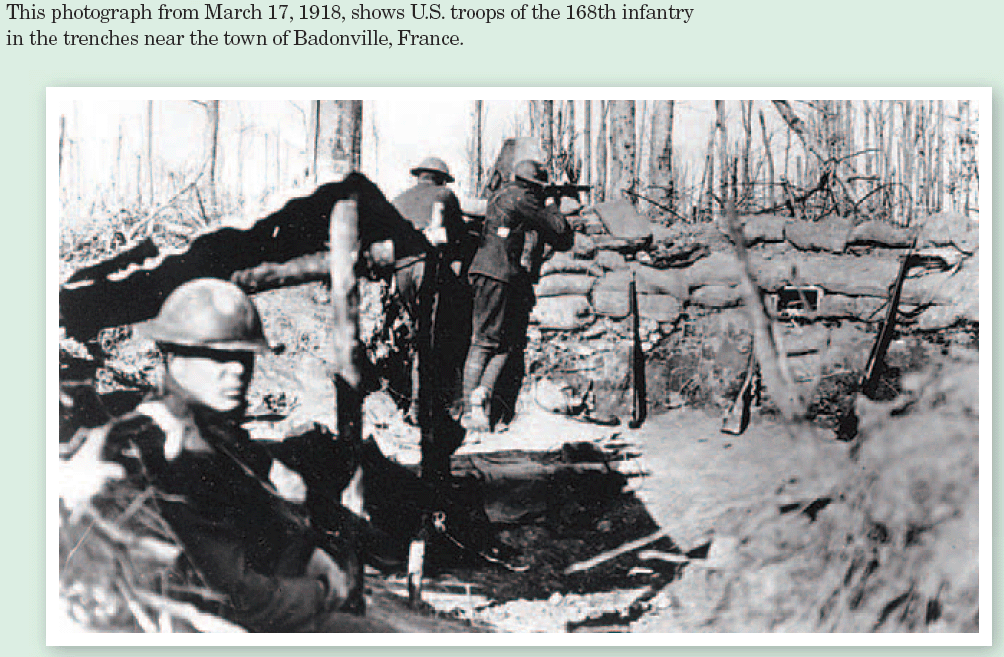 This photograph from March 17, 1918, shows U.S. troops of the 168th infantry
in the trenches near the town of Badonville, France.